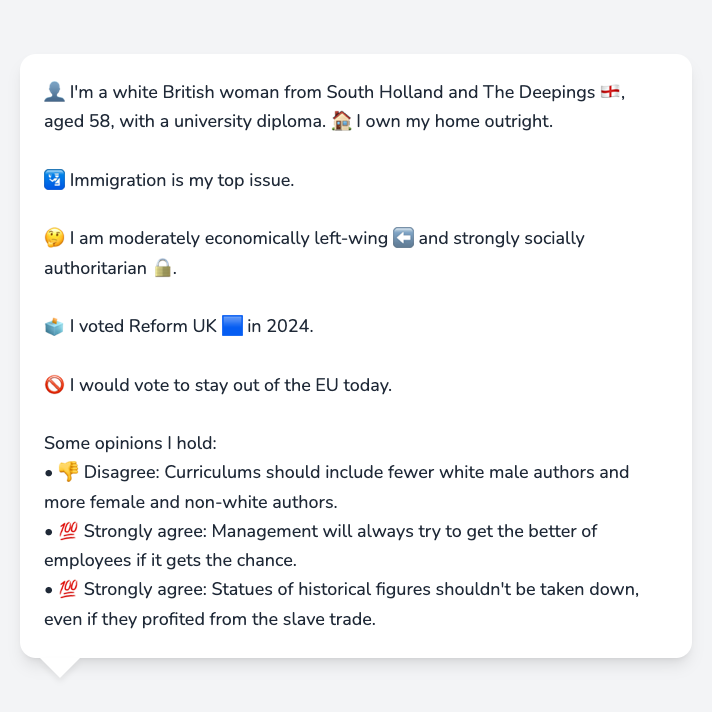 👤 I'm a white British woman from South Holland and The Deepings 🏴󠁧󠁢󠁥󠁮󠁧󠁿,
aged 58, with a university diploma. 🏠 I own my home outright.
🛂 Immigration is my top issue.
🤔 I am moderately economically left-wing ⬅️ and strongly socially
authoritarian 🔒.
🗳️ I voted Reform UK 🟦 in 2024.
🚫 I would vote to stay out of the EU today.
Some opinions I hold:
• 👎 Disagree: Curriculums should include fewer white male authors and
more female and non-white authors.
• 💯 Strongly agree: Management will always try to get the better of
employees if it gets the chance.
• 💯 Strongly agree: Statues of historical figures shouldn't be taken down,
even if they profited from the slave trade.